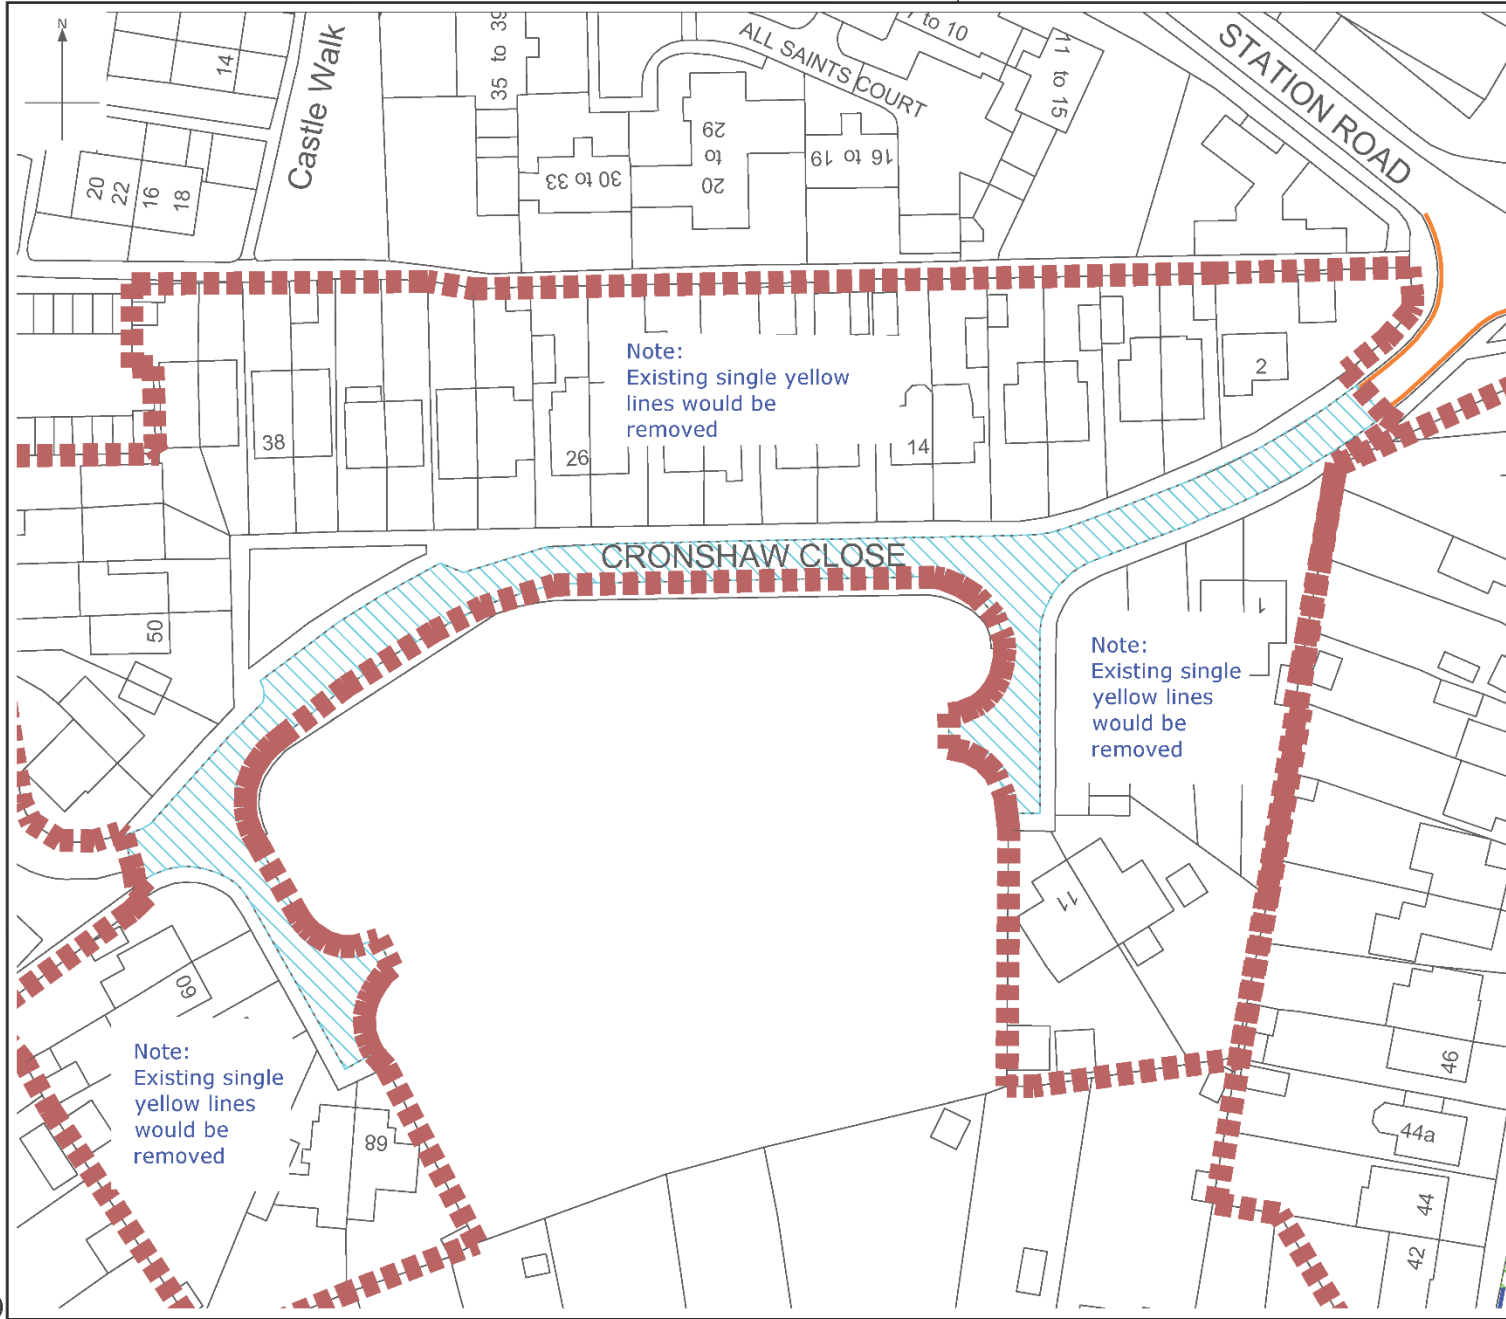 N
14
Castle Walk
35 to 39
ALL SAINTS COURT
7 to 10
11 to 15
STATION ROAD
20
22
16
18
30 to 33
29
to
20
16 to 19
Note:
Existing single yellow
lines would be
removed
2
38
26
14
CRONSHAW CLOSE
50
1
Note:
Existing single
yellow lines
would be
removed
11
60
Note:
Existing single
yellow lines
would be
removed
68
46
44a
44
42